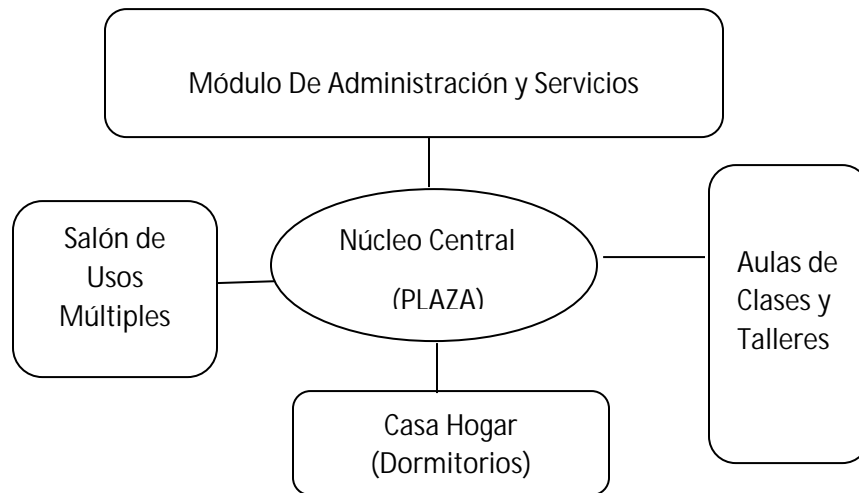 Módulo De Administración y Servicios
Salón de
Usos
Múltiples
Núcleo Central
(PLAZA)
Aulas de
Clases y
Talleres
Casa Hogar
(Dormitorios)